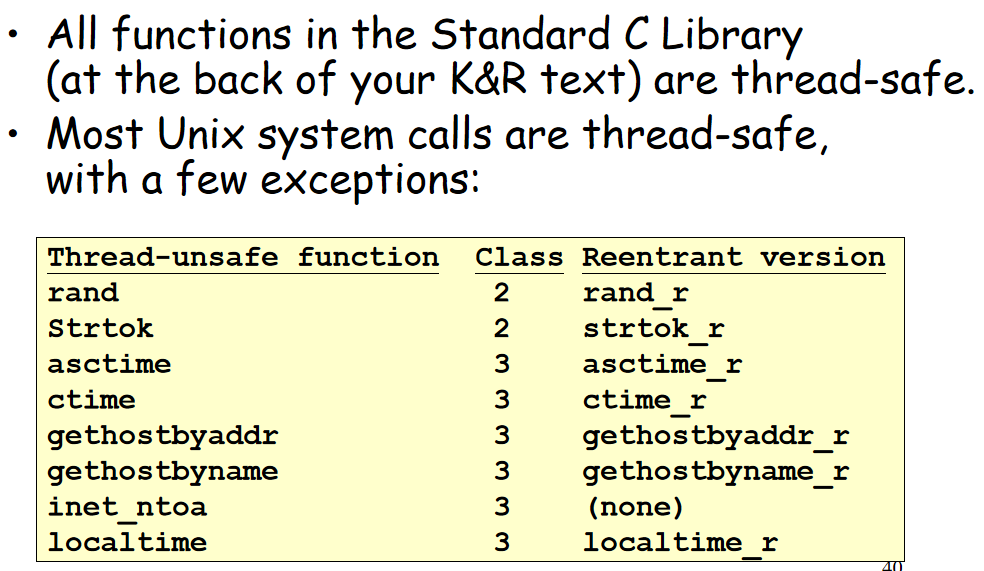 • All functions in the Standard C Library
(at the back of your K&R text) are thread-safe.
• Most Unix system calls are thread-safe,
with a few exceptions:
Thread-unsafe function Class Reentrant version
rand 2 rand_r
Strtok 2 strtok_r
asctime 3 asctime_r
ctime 3 ctime_r
gethostbyaddr 3 gethostbyaddr_r
gethostbyname 3 gethostbyname_r
inet_ntoa 3 (none)
localtime 3 localtime_r
40